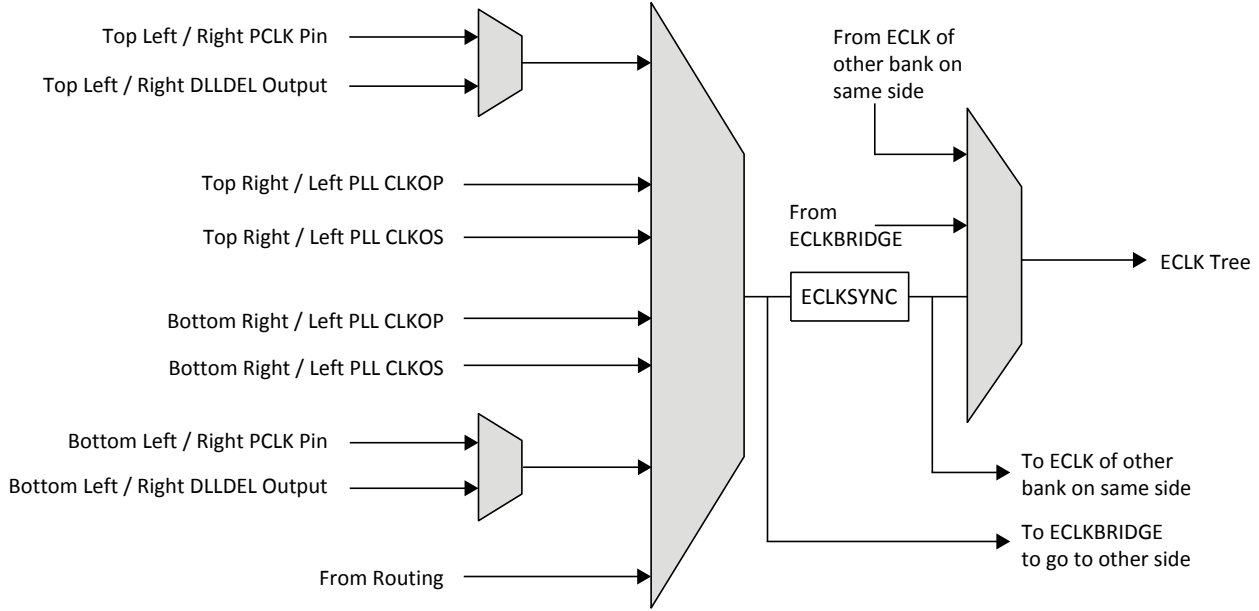 Top Left / Right PCLK Pin
Top Left / Right DLLDEL Output
Top Right / Left PLL CLKOP
Top Right / Left PLL CLKOS
Bottom Right / Left PLL CLKOP
Bottom Right / Left PLL CLKOS
Bottom Left / Right PCLK Pin
Bottom Left / Right DLLDEL Output
From Routing
From ECLK of
other bank on
same side
From
ECLKBRIDGE
ECLKSYNC
ECLK Tree
To ECLK of other
bank on same side
To ECLKBRIDGE
to go to other side